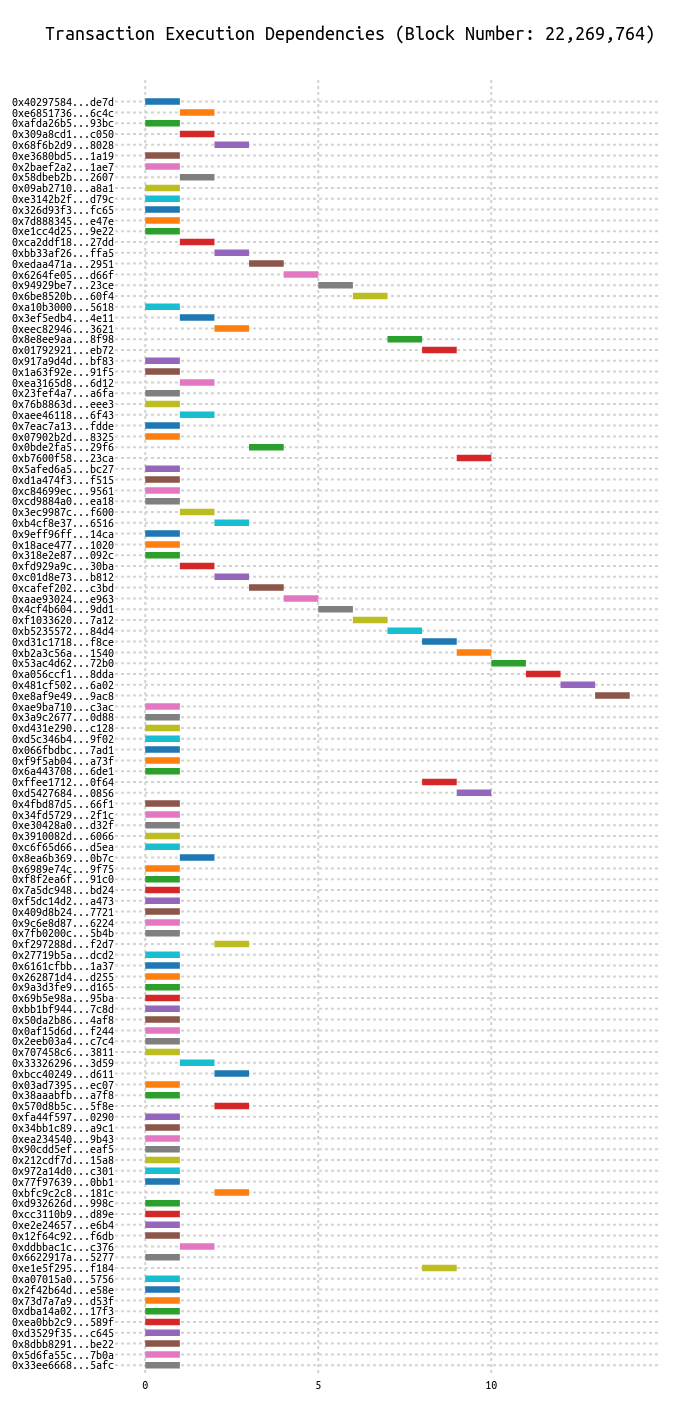 Transaction Execution Dependencies (Block Number: 22,269,764)
0x40297584...de7d
0xe6851736...6c4c
0xafda26b5...93bc
0x309a8cd1...c050
0x68f6b2d9...8028
0xe3680bd5...1a19
0x2baef2a2...1ae7
0x58dbeb2b...2607
0x09ab2710...a8a1
0xe3142b2f...d79c
0x326d93f3...fc65
0x7d888345...e47e
0xe1cc4d25...9e22
0xca2ddf18...27dd
0xbb33af26...ffa5
0xedaa471a...2951
0x6264fe05...d66f
0x94929be7...23ce
0x6be8520b...60f4
0xa10b3000...5618
0x3ef5edb4...4e11
0xeec82946...3621
0x8e8ee9aa...8f98
0x01792921...eb72
0x917a9d4d...bf83
0x1a63f92e...91f5
0xea3165d8...6d12
0x23fef4a7...a6fa
0x76b8863d...eee3
0xaee46118...6f43
0x7eac7a13...fdde
0x07902b2d...8325
0x0bde2fa5...29f6
0xb7600f58...23ca
0x5afed6a5...bc27
0xd1a474f3...f515
0xc84699ec...9561
0xcd9884a0...ea18
0x3ec9987c...f600
0xb4cf8e37...6516
0x9eff96ff...14ca
0x18ace477...1020
0x318e2e87...092c
0xfd929a9c...30ba
0xc01d8e73...b812
0xcafef202...c3bd
0xaae93024...e963
0x4cf4b604...9dd1
0xf1033620...7a12
0xb5235572...84d4
0xd31c1718...f8ce
0xb2a3c56a...1540
0x53ac4d62...72b0
0xa056ccf1...8dda
0x481cf502...6a02
0xe8af9e49...9ac8
0xae9ba710...c3ac
0x3a9c2677...0d88
0xd431e290...c128
0xd5c346b4...9f02
0x066fbdbc...7ad1
0xf9f5ab04...a73f
0x6a443708...6de1
0xffee1712...0f64
0xd5427684...0856
0x4fbd87d5...66f1
0x34fd5729...2f1c
0xe30428a0...d32f
0x3910082d...6066
0xc6f65d66...d5ea
0x8ea6b369...0b7c
0x6989e74c...9f75
0xf8f2ea6f...91c0
0x7a5dc948...bd24
0xf5dc14d2...a473
0x409d8b24...7721
0x9c6e8d87...6224
0x7fb0200c...5b4b
0xf297288d...f2d7
0x27719b5a...dcd2
0x6161cfbb...1a37
0x262871d4...d255
0x9a3d3fe9...d165
0x69b5e98a...95ba
0xbb1bf944...7c8d
0x50da2b86...4af8
0x0af15d6d...f244
0x2eeb03a4...c7c4
0x707458c6...3811
0x33326296...3d59
0xbcc40249...d611
0x03ad7395...ec07
0x38aaabfb...a7f8
0x570d8b5c...5f8e
0xfa44f597...0290
0x34bb1c89...a9c1
0xea234540...9b43
0x90cdd5ef...eaf5
0x212cdf7d...15a8
0x972a14d0...c301
0x77f97639...0bb1
0xbfc9c2c8...181c
0xd932626d...998c
0xcc3110b9...d89e
0xe2e24657...e6b4
0x12f64c92...f6db
0xddbbac1c...c376
0x6622917a...5277
0xe1e5f295...f184
0xa07015a0...5756
0x2f42b64d...e58e
0x73d7a7a9...d53f
0xdba14a02...17f3
0xea0bb2c9...589f
0xd3529f35...c645
0x8dbb8291...be22
0x5d6fa55c...7b0a
0x33ee6668...5afc
0 5 10